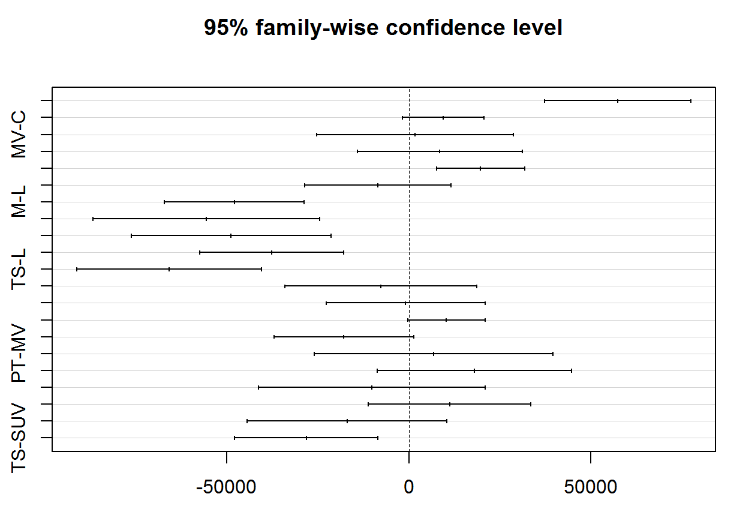 95% family-wise confidence level
MV-C
M-L
TS-L
PT-MV
TS-SUV
-50000
0
50000